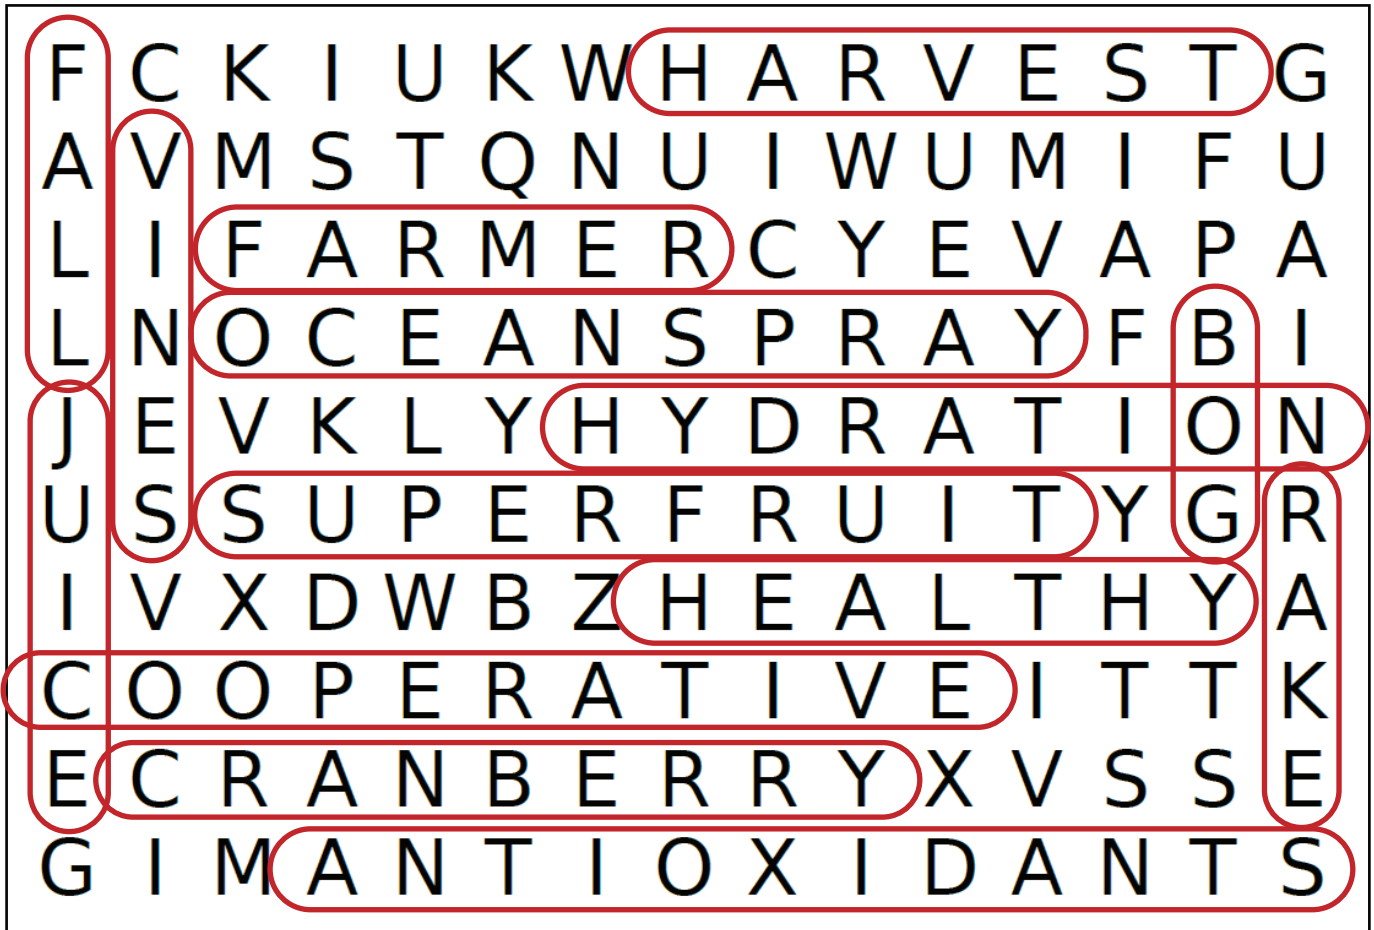 F C K I U K W H A R V E S T G
A V M S T Q N U I W U M I F U
L I F A R M E R C Y E V A P A
L N O C E A N S P R A Y F B I
J E V K L Y H Y D R A T I O N
U S S U P E R F R U I T Y G R
I V X D W B Z H E A L T H Y A
C O O P E R A T I V E I T T K
E C R A N B E R R Y X V S S E
G I M A N T I O X I D A N T S